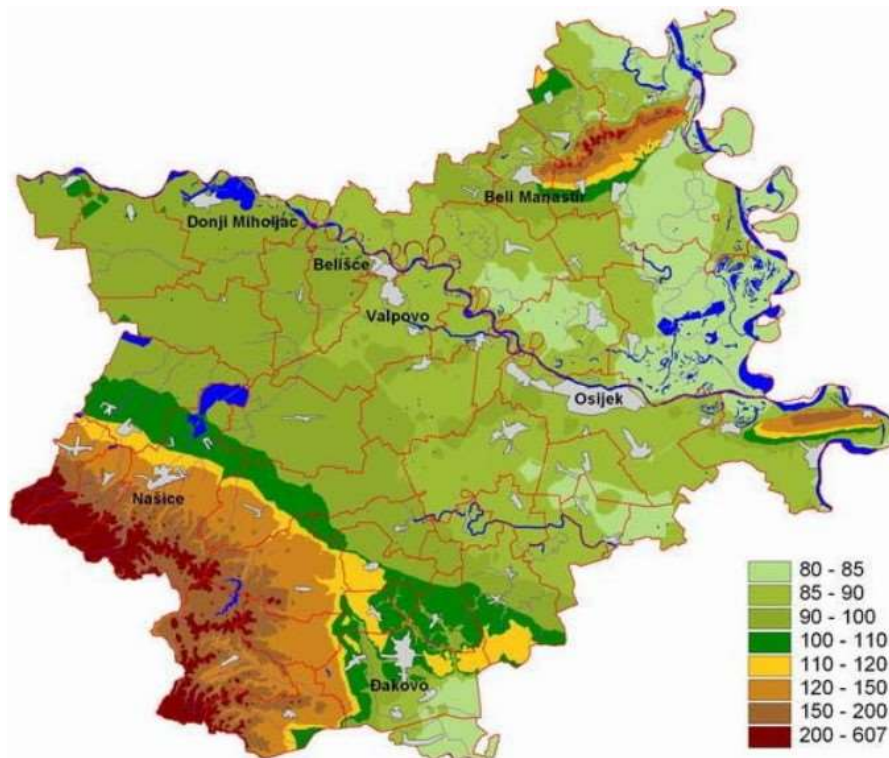 Beli Manastir
Donji Miholjac
Belišće
Valpovo
Osijek
Našice
Đakovo
80 - 85
85 - 90
90 - 100
100 - 110
110 - 120
120 - 150
150 - 200
200 - 607